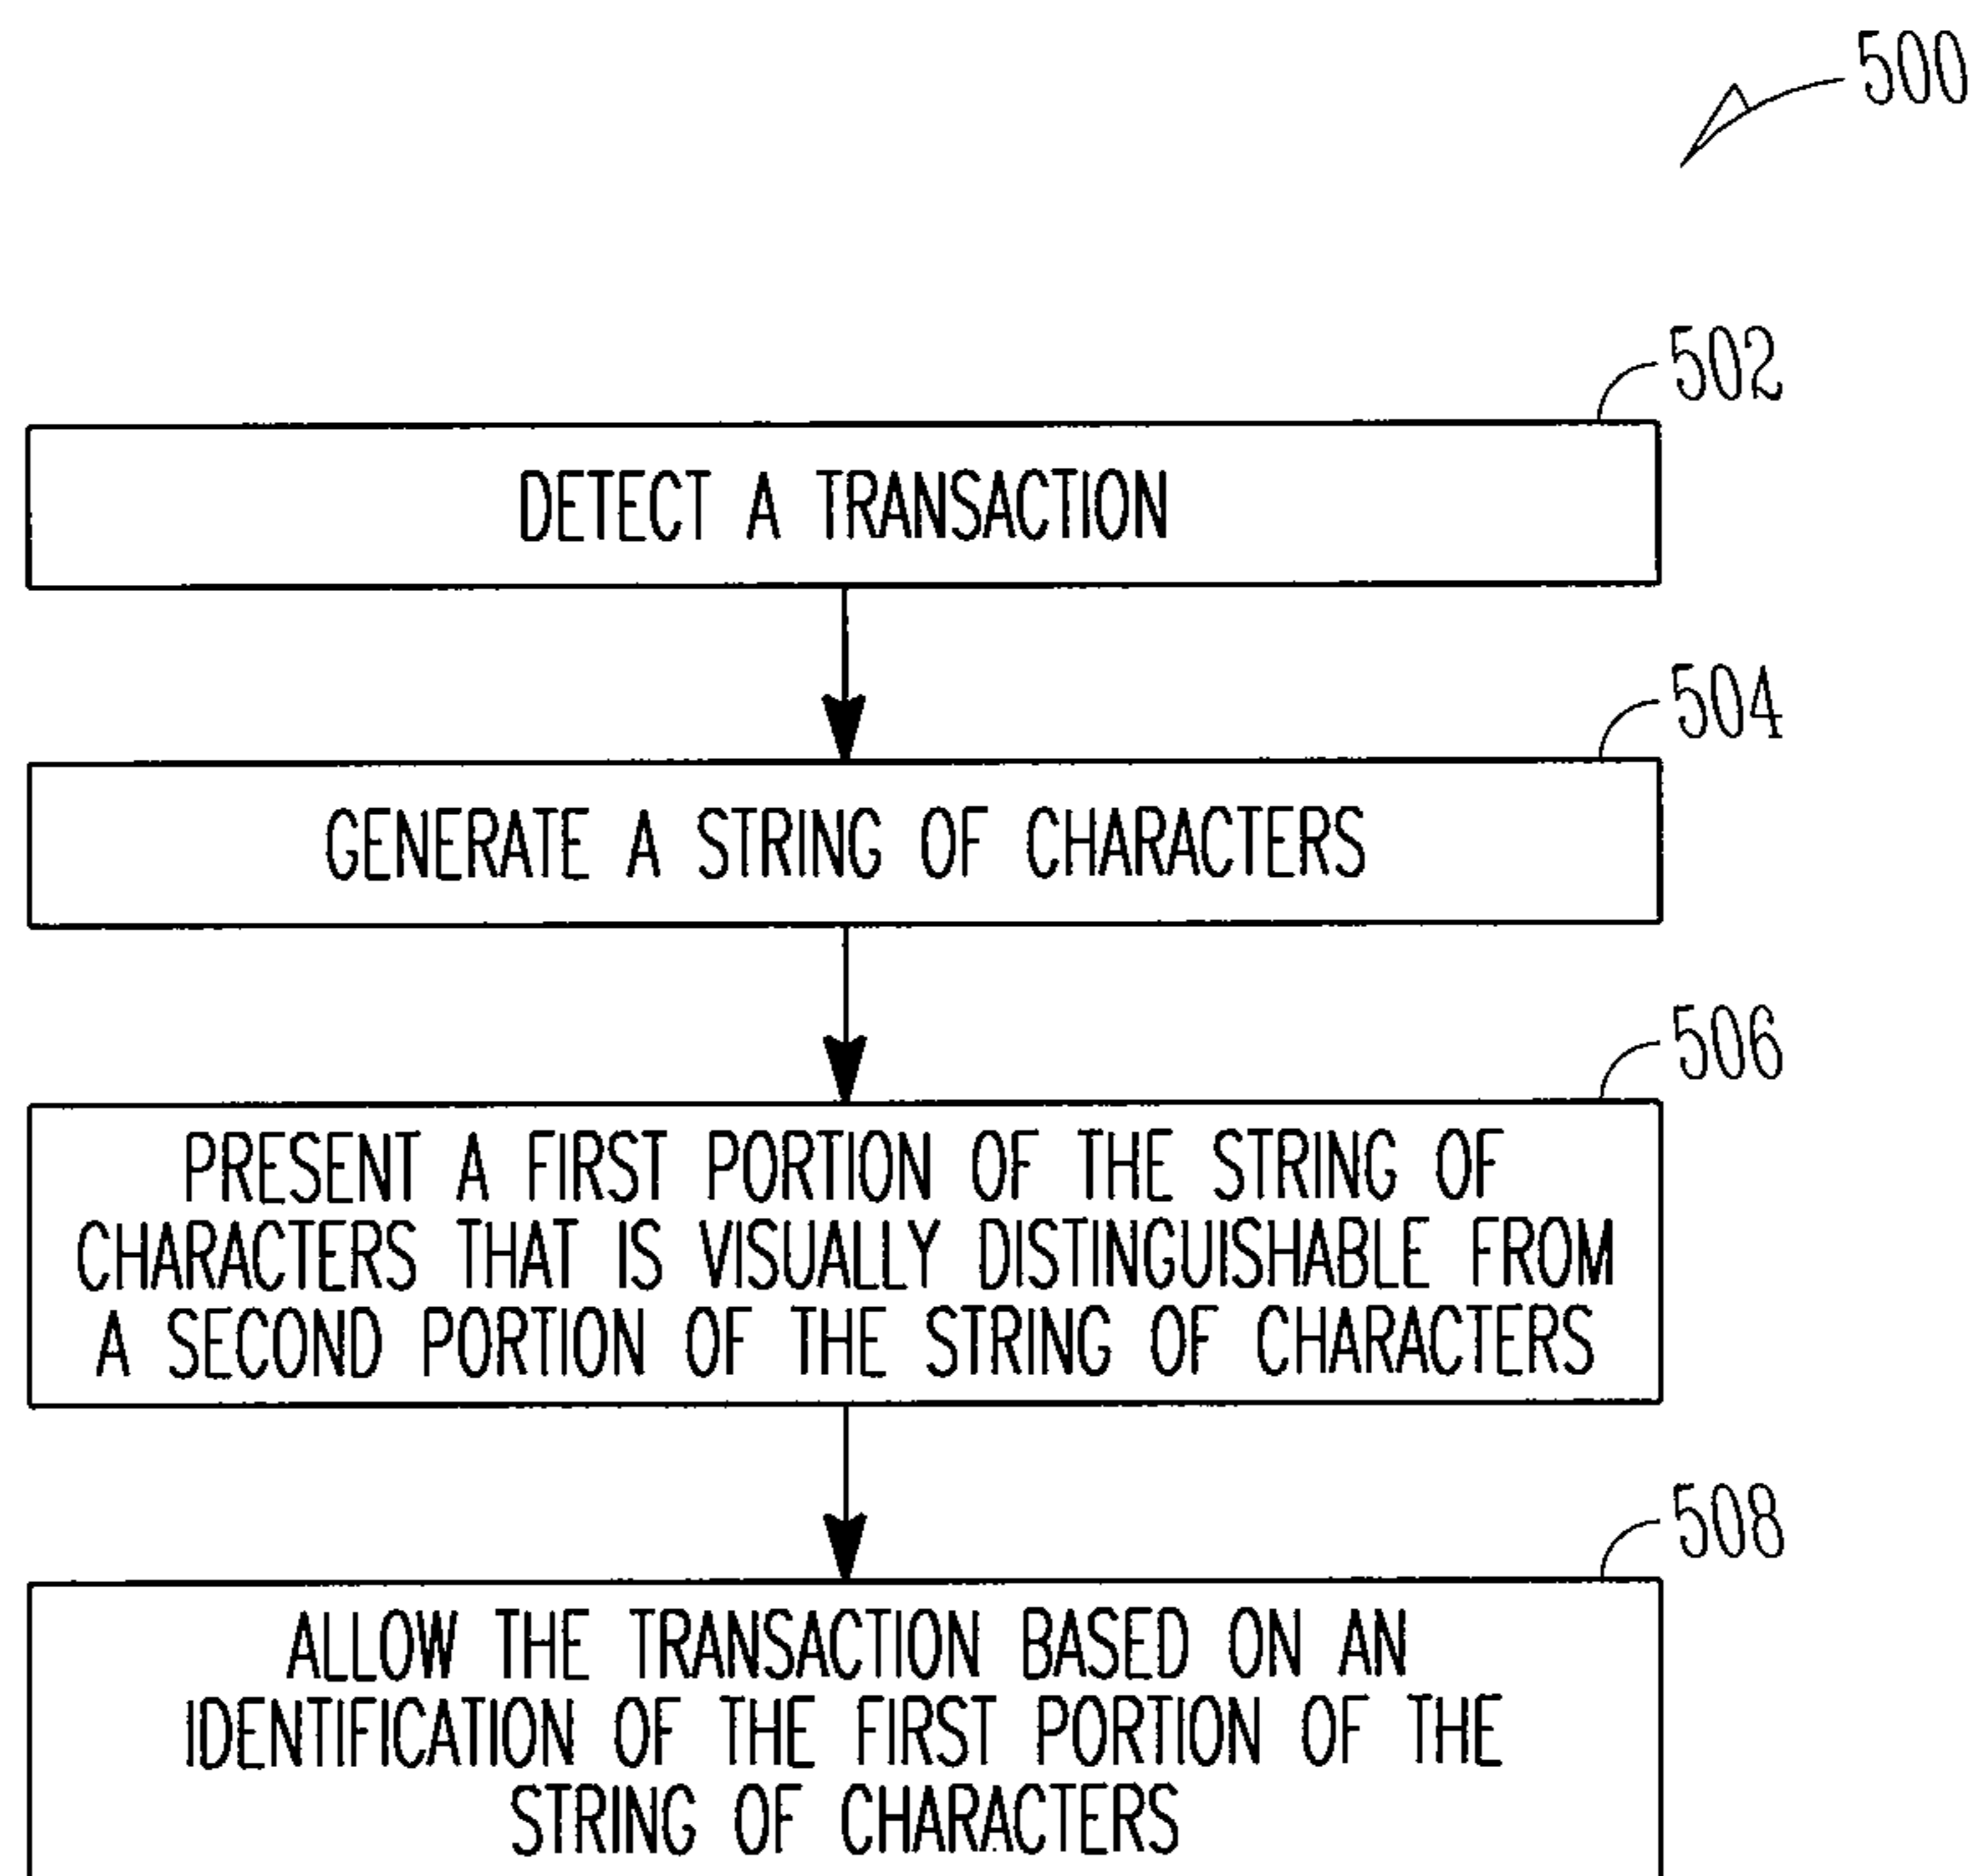 500
502
DETECT A TRANSACTION
504
GENERATE A STRING OF CHARACTERS
506
PRESENT A FIRST PORTION OF THE STRING OF
CHARACTERS THAT IS VISUALLY DISTINGUISHABLE FROM
A SECOND PORTION OF THE STRING OF CHARACTERS
508
ALLOW THE TRANSACTION BASED ON AN
IDENTIFICATION OF THE FIRST PORTION OF THE
STRING OF CHARACTERS